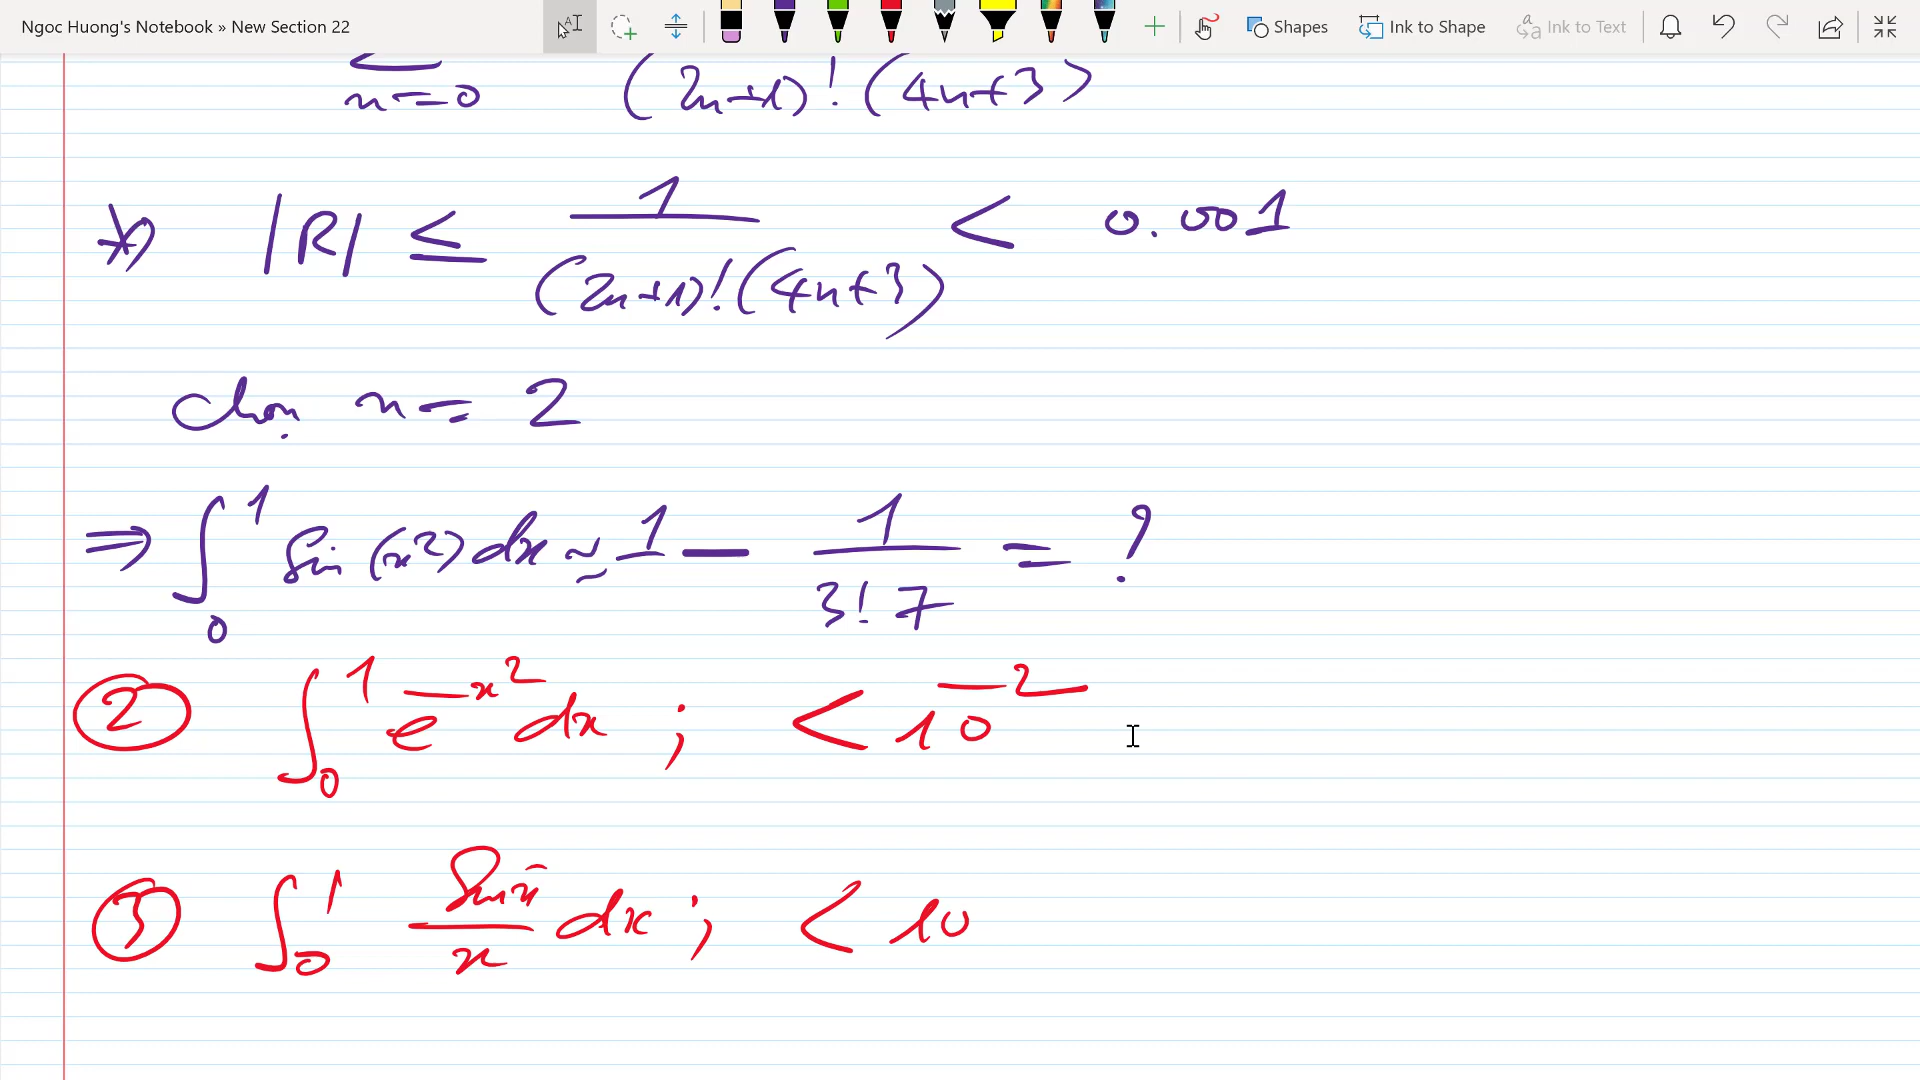 Ngoc Huong's Notebook » New Section 22 Shapes Ink to Shape Ink to Text
n=0 (2n+1)! (4n+3)
*) |R| ≤ 1/((2n+1)! (4n+3)) < 0.001
chọn n = 2
⇒ ∫₀¹ sin(x²)dx ≈ 1 − 1/(3! 7) = ?
② ∫₀¹ e^(−x²) dx ; < 10^(−2)
③ ∫₀¹ (sin x)/x dx ; < 10